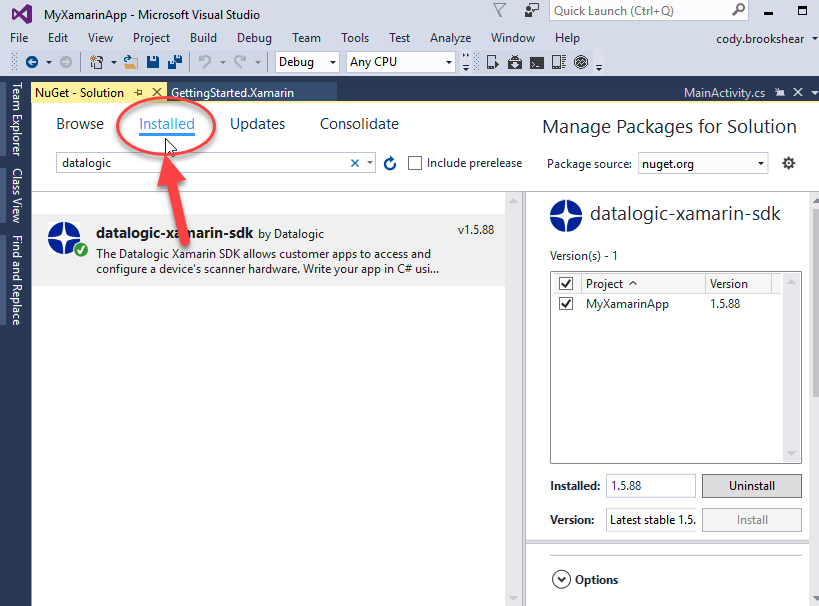 MyXamarinApp - Microsoft Visual Studio
Quick Launch (Ctrl+Q)
File Edit View Project Build Debug Team Tools Test Analyze Window Help
cody.brookshear
Debug
Any CPU
Team Explorer
Class View
Find and Replace
NuGet - Solution
GettingStarted.Xamarin
MainActivity.cs
Browse Installed Updates Consolidate
Manage Packages for Solution
datalogic
Include prerelease
Package source: nuget.org
datalogic-xamarin-sdk by Datalogic
v1.5.88
The Datalogic Xamarin SDK allows customer apps to access and
configure a device's scanner hardware. Write your app in C# usi...
datalogic-xamarin-sdk
Version(s) - 1
Project Version
MyXamarinApp 1.5.88
Installed: 1.5.88 Uninstall
Version: Latest stable 1.5. Install
Options